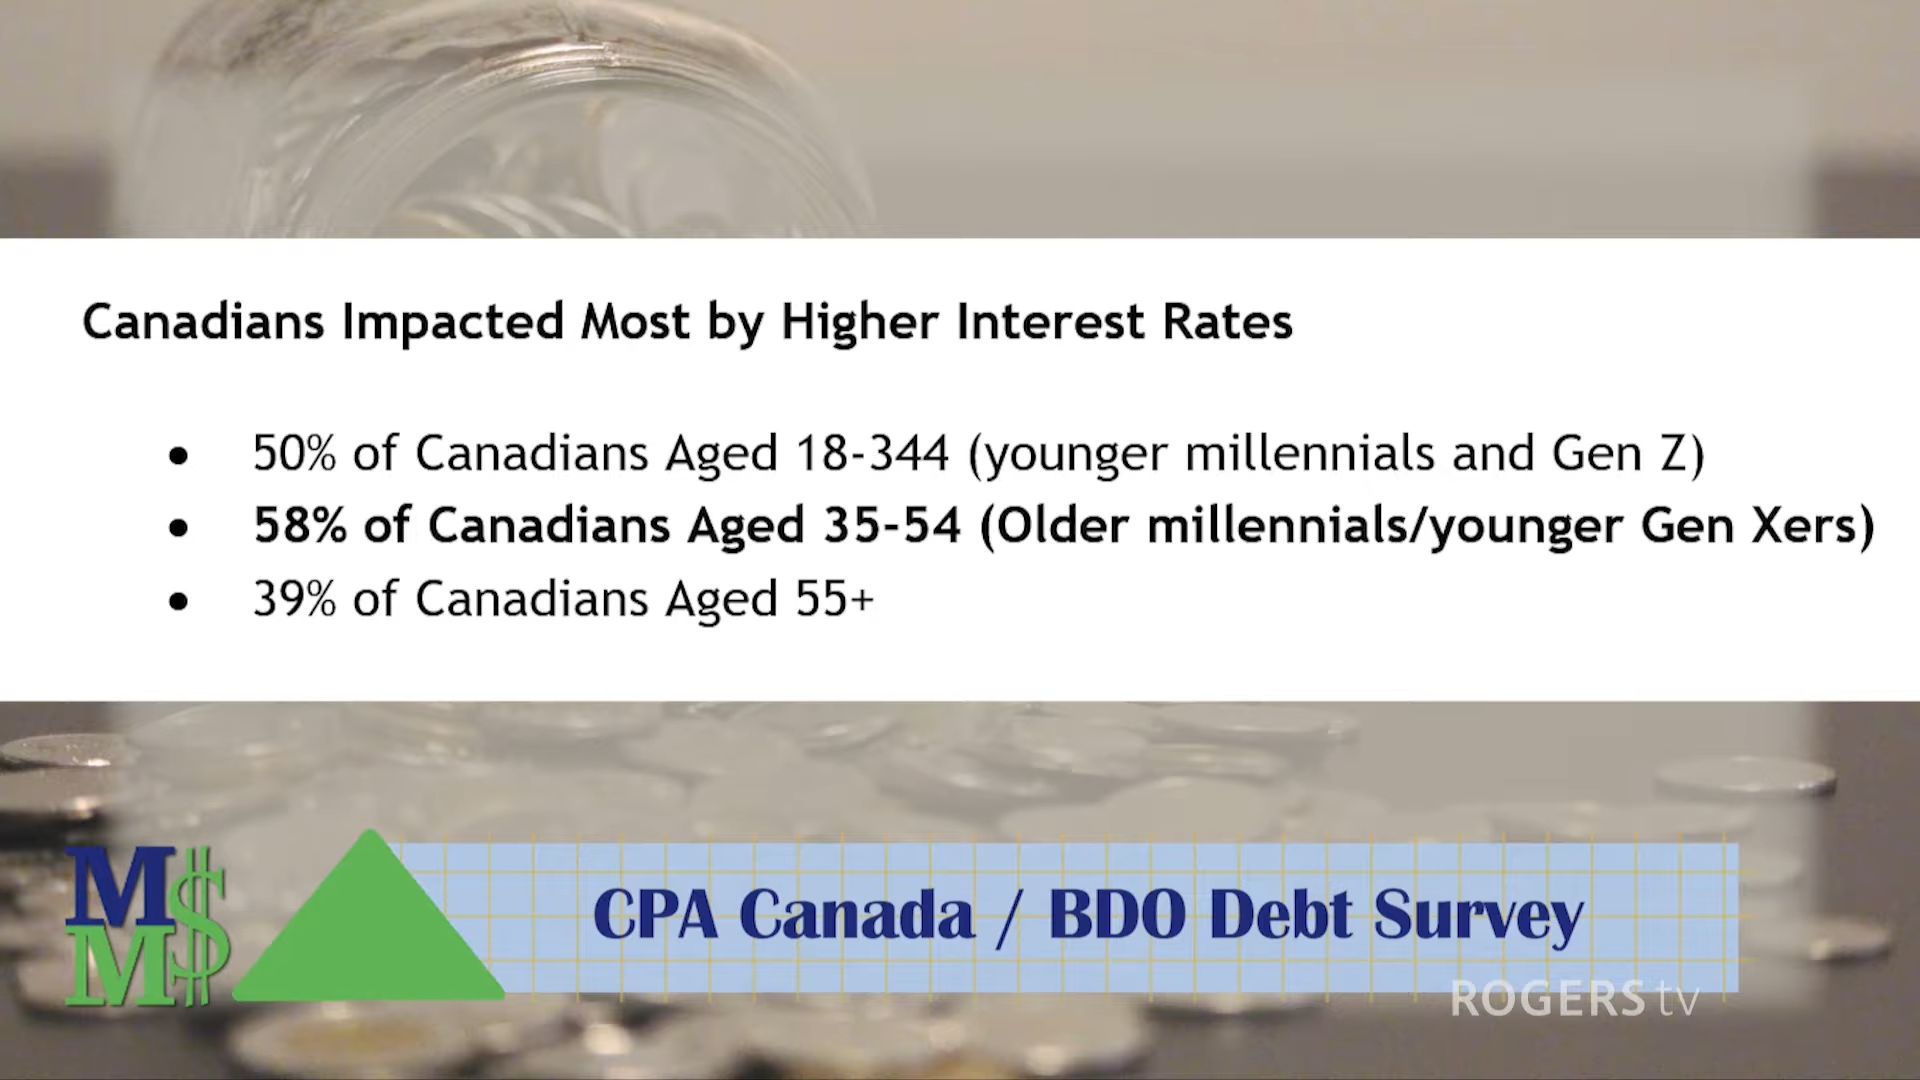 Canadians Impacted Most by Higher Interest Rates
• 50% of Canadians Aged 18-344 (younger millennials and Gen Z)
• 58% of Canadians Aged 35-54 (Older millennials/younger Gen Xers)
• 39% of Canadians Aged 55+
M$
M
CPA Canada / BDO Debt Survey
ROGERS tv